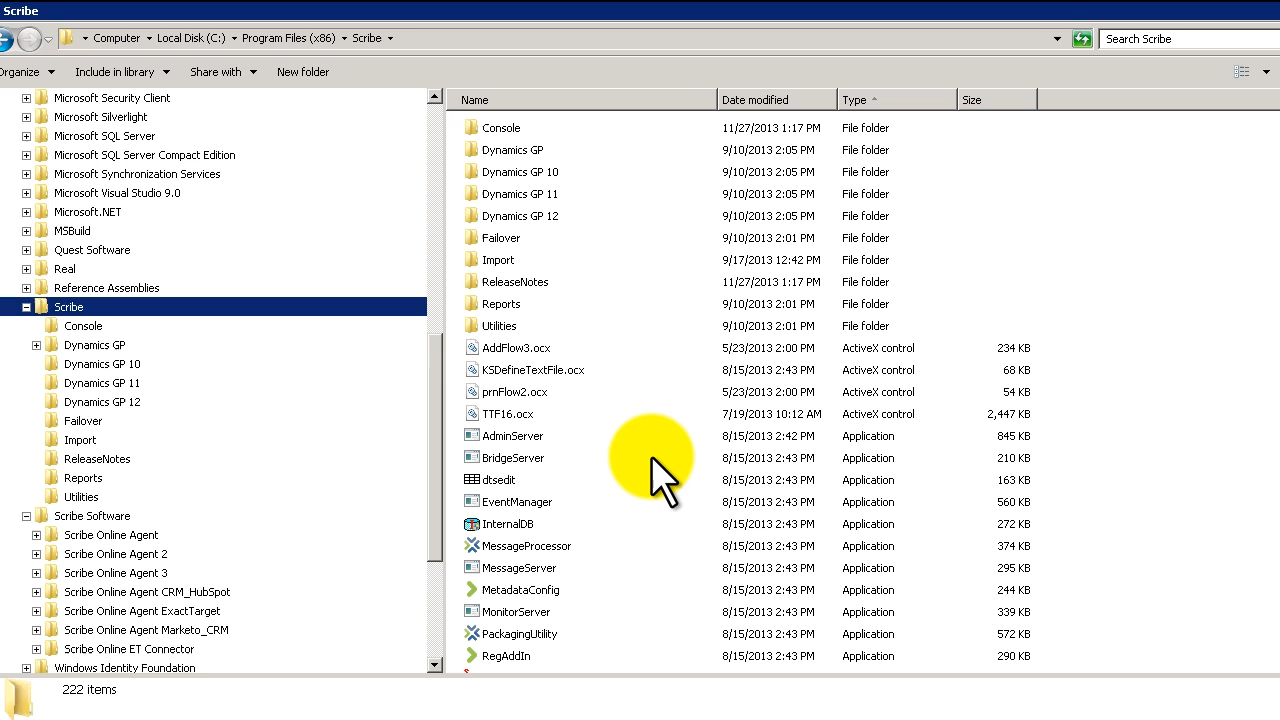 Scribe
Computer Local Disk (C:) Program Files (x86) Scribe
Search Scribe
Organize Include in library Share with New folder
Microsoft Security Client
Microsoft Silverlight
Microsoft SQL Server
Microsoft SQL Server Compact Edition
Microsoft Synchronization Services
Microsoft Visual Studio 9.0
Microsoft.NET
MSBuild
Quest Software
Real
Reference Assemblies
Scribe
Console
Dynamics GP
Dynamics GP 10
Dynamics GP 11
Dynamics GP 12
Failover
Import
ReleaseNotes
Reports
Utilities
Scribe Software
Scribe Online Agent
Scribe Online Agent 2
Scribe Online Agent 3
Scribe Online Agent CRM_HubSpot
Scribe Online Agent ExactTarget
Scribe Online Agent Marketo_CRM
Scribe Online ET Connector
Windows Identity Foundation
Name Date modified Type Size
Console 11/27/2013 1:17 PM File folder
Dynamics GP 9/10/2013 2:05 PM File folder
Dynamics GP 10 9/10/2013 2:05 PM File folder
Dynamics GP 11 9/10/2013 2:05 PM File folder
Dynamics GP 12 9/10/2013 2:05 PM File folder
Failover 9/10/2013 2:01 PM File folder
Import 9/17/2013 12:42 PM File folder
ReleaseNotes 11/27/2013 1:17 PM File folder
Reports 9/10/2013 2:01 PM File folder
Utilities 9/10/2013 2:01 PM File folder
AddFlow3.ocx 5/23/2013 2:00 PM ActiveX control 234 KB
KSDefineTextFile.ocx 8/15/2013 2:43 PM ActiveX control 68 KB
prnFlow2.ocx 5/23/2013 2:00 PM ActiveX control 54 KB
TTF16.ocx 7/19/2013 10:12 AM ActiveX control 2,447 KB
AdminServer 8/15/2013 2:42 PM Application 845 KB
BridgeServer 8/15/2013 2:43 PM Application 210 KB
dtsedit 8/15/2013 2:43 PM Application 163 KB
EventManager 8/15/2013 2:43 PM Application 560 KB
InternalDB 8/15/2013 2:43 PM Application 272 KB
MessageProcessor 8/15/2013 2:43 PM Application 374 KB
MessageServer 8/15/2013 2:43 PM Application 295 KB
MetadataConfig 8/15/2013 2:43 PM Application 244 KB
MonitorServer 8/15/2013 2:43 PM Application 339 KB
PackagingUtility 8/15/2013 2:43 PM Application 572 KB
RegAddIn 8/15/2013 2:43 PM Application 290 KB
222 items